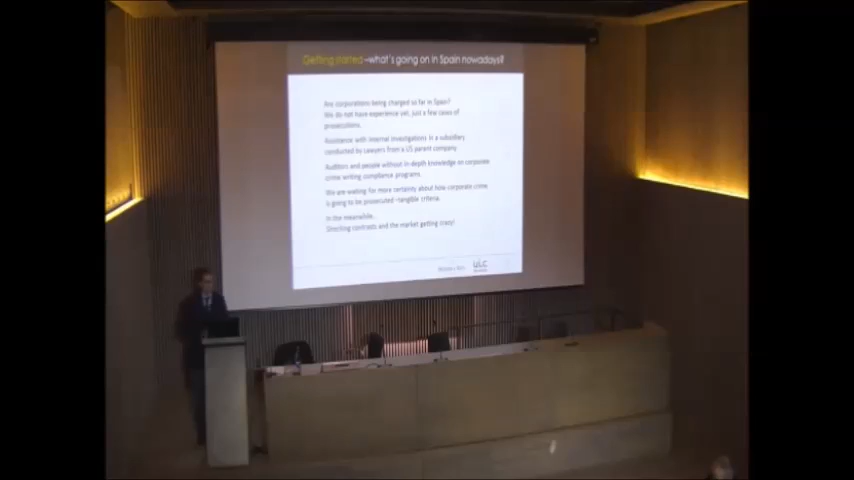 Getting started –what's going on in Spain nowadays?
Are corporations being charged so far in Spain?
We do not have experience yet, just a few cases of
prosecutions.
Assistance with internal investigations in a subsidiary
conducted by Lawyers from a US parent company.
Auditors and people without in-depth knowledge on corporate
crime writing compliance programs.
We are waiting for more certainty about how corporate crime
is going to be prosecuted –tangible criteria.
In the meanwhile.
Directing contrasts and the market getting crazy!
uic